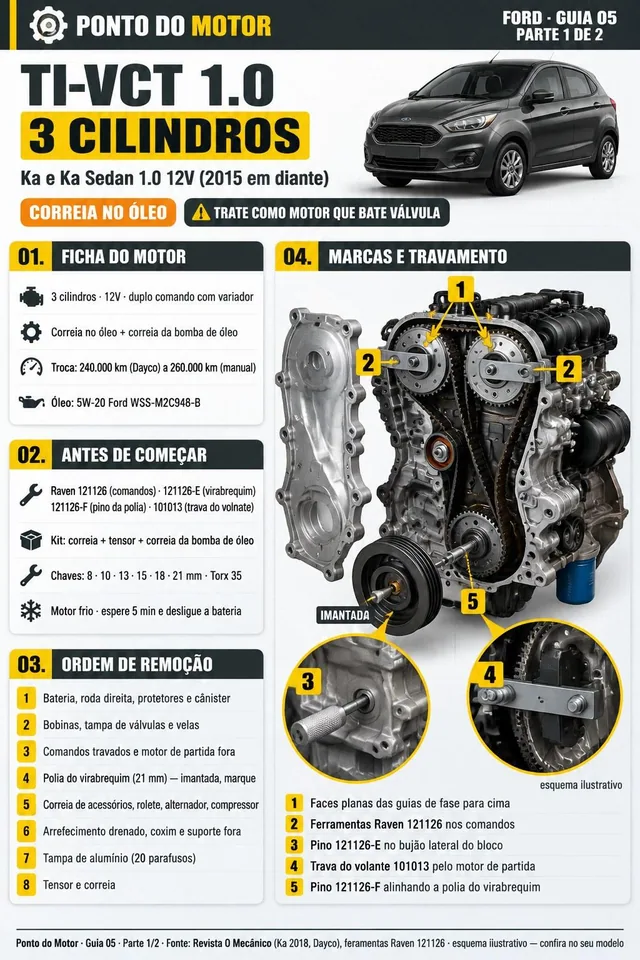 PONTO DO MOTOR
FORD · GUIA 05
PARTE 1 DE 2
TI-VCT 1.0
3 CILINDROS
Ka e Ka Sedan 1.0 12V (2015 em diante)
CORREIA NO ÓLEO
TRATE COMO MOTOR QUE BATE VÁLVULA
01. FICHA DO MOTOR
3 cilindros · 12V · duplo comando com variador
Correia no óleo + correia da bomba de óleo
Troca: 240.000 km (Dayco) a 260.000 km (manual)
Óleo: 5W-20 Ford WSS-M2C948-B
02. ANTES DE COMEÇAR
Raven 121126 (comandos) · 121126-E (virabrequim)
121126-F (pino da polia) · 101013 (trava do volnate)
Kit: correia + tensor + correia da bomba de óleo
Chaves: 8 · 10 · 13 · 15 · 18 · 21 mm · Torx 35
Motor frio · espere 5 min e desligue a bateria
03. ORDEM DE REMOÇÃO
1 Bateria, roda direita, protetores e cânister
2 Bobinas, tampa de válvulas e velas
3 Comandos travados e motor de partida fora
4 Polia do virabrequim (21 mm) — imantada, marque
5 Correia de acessórios, rolete, alternador, compressor
6 Arrefecimento drenado, coxim e suporte fora
7 Tampa de alumínio (20 parafusos)
8 Tensor e correia
04. MARCAS E TRAVAMENTO
1
2
2
5
IMANTADA
3
4
esquema ilustrativo
1 Faces planas das guias de fase para cima
2 Ferramentas Raven 121126 nos comandos
3 Pino 121126-E no bujão lateral do bloco
4 Trava do volante 101013 pelo motor de partida
5 Pino 121126-F alinhando a polia do virabrequim
Ponto do Motor · Guia 05 · Parte 1/2 · Fonte: Revista O Mecânico (Ka 2018, Dayco), feramentas Raven 121126 · esquema ilustrativo — confira no seu modelo